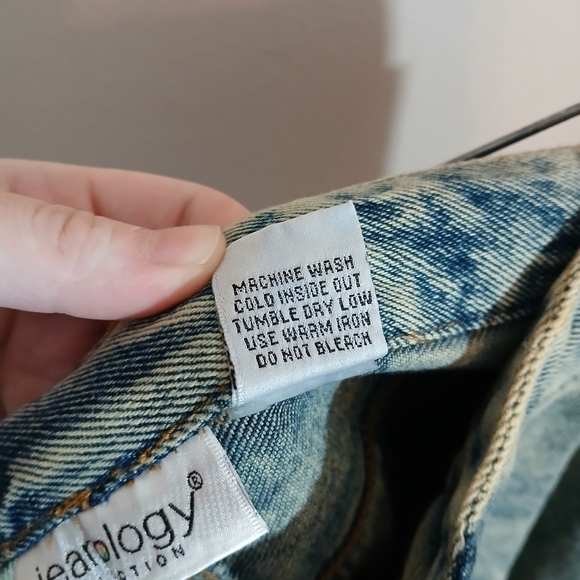 MACHINE WASH
COLD INSIDE OUT
TUMBLE DRY LOW
USE WARM IRON
DO NOT BLEACH
jeanology®